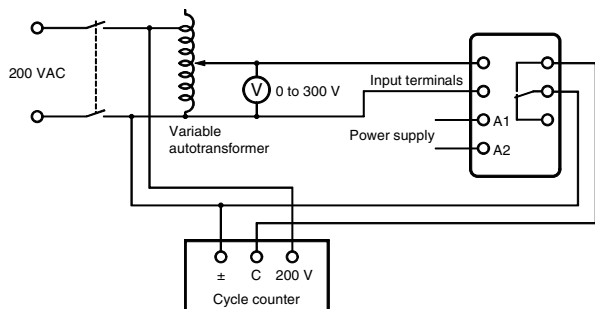 200 VAC
V
0 to 300 V
Input terminals
Variable
autotransformer
Power supply
A1
A2
± C 200 V
Cycle counter